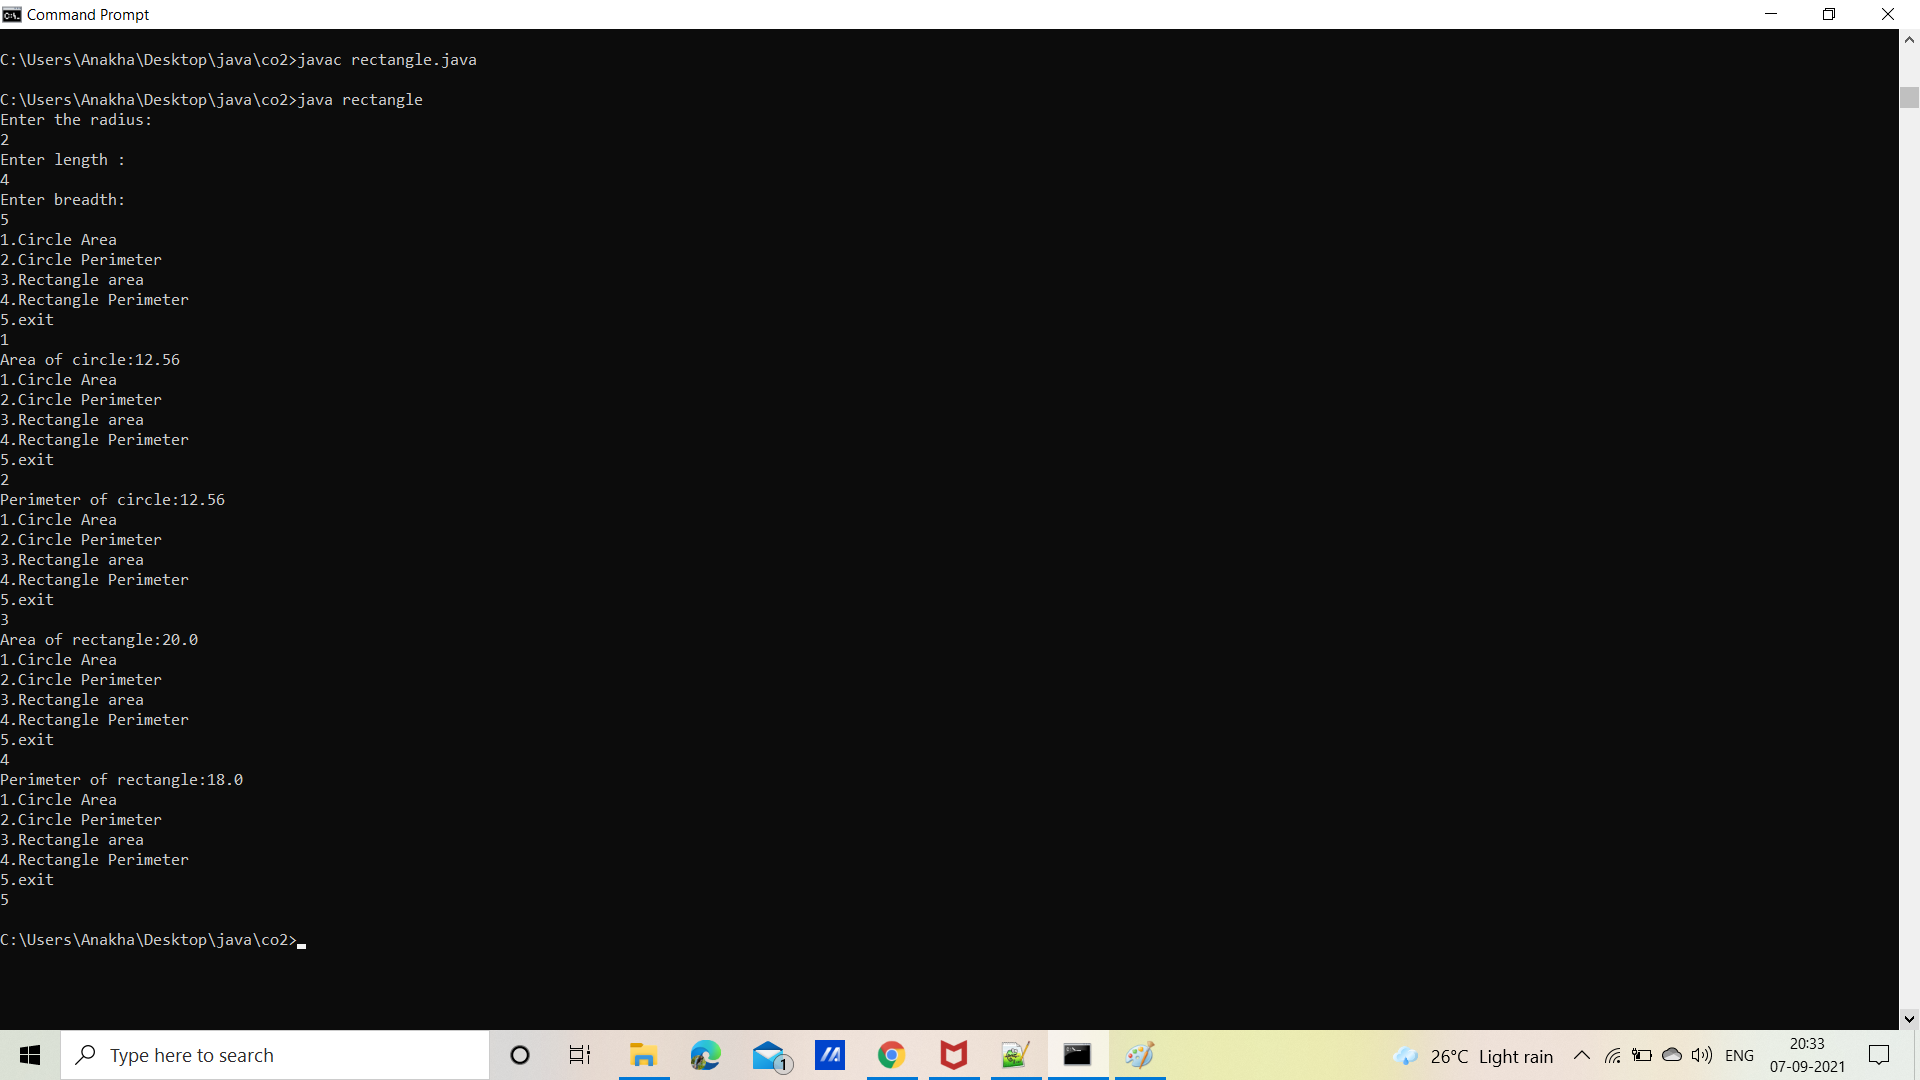 Command Prompt
C:\Users\Anakha\Desktop\java\co2>javac rectangle.java
C:\Users\Anakha\Desktop\java\co2>java rectangle
Enter the radius:
2
Enter length :
4
Enter breadth:
5
1.Circle Area
2.Circle Perimeter
3.Rectangle area
4.Rectangle Perimeter
5.exit
1
Area of circle:12.56
1.Circle Area
2.Circle Perimeter
3.Rectangle area
4.Rectangle Perimeter
5.exit
2
Perimeter of circle:12.56
1.Circle Area
2.Circle Perimeter
3.Rectangle area
4.Rectangle Perimeter
5.exit
3
Area of rectangle:20.0
1.Circle Area
2.Circle Perimeter
3.Rectangle area
4.Rectangle Perimeter
5.exit
4
Perimeter of rectangle:18.0
1.Circle Area
2.Circle Perimeter
3.Rectangle area
4.Rectangle Perimeter
5.exit
5
C:\Users\Anakha\Desktop\java\co2>
Type here to search
1
26°C Light rain
ENG
20:33
07-09-2021